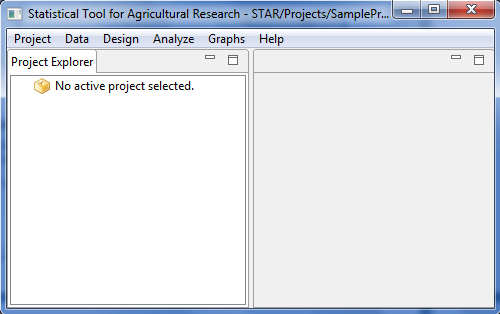 Statistical Tool for Agricultural Research - STAR/Projects/SamplePr...
Project Data Design Analyze Graphs Help
Project Explorer
No active project selected.